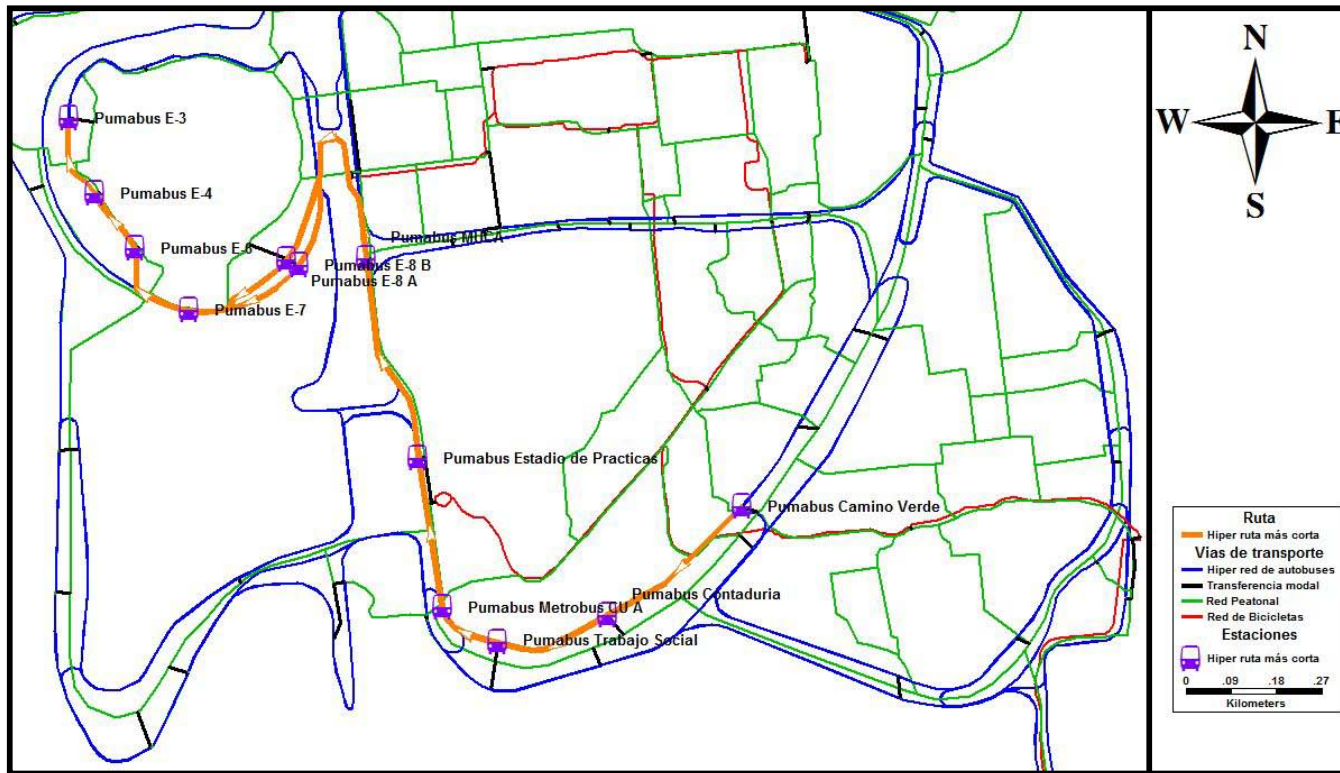 Pumabus E-3
Pumabus E-4
Pumabus E-6
Pumabus MUCA
Pumabus E-8 B
Pumabus E-8 A
Pumabus E-7
Pumabus Estadio de Practicas
Pumabus Camino Verde
Pumabus Contaduria
Pumabus Metrobus CU A
Pumabus Trabajo Social
N
W E
S
Ruta
Hiper ruta más corta
Vias de transporte
Hiper red de autobuses
Transferencia modal
Red Peatonal
Red de Bicicletas
Estaciones
Hiper ruta más corta
0 .09 .18 .27
Kilometers